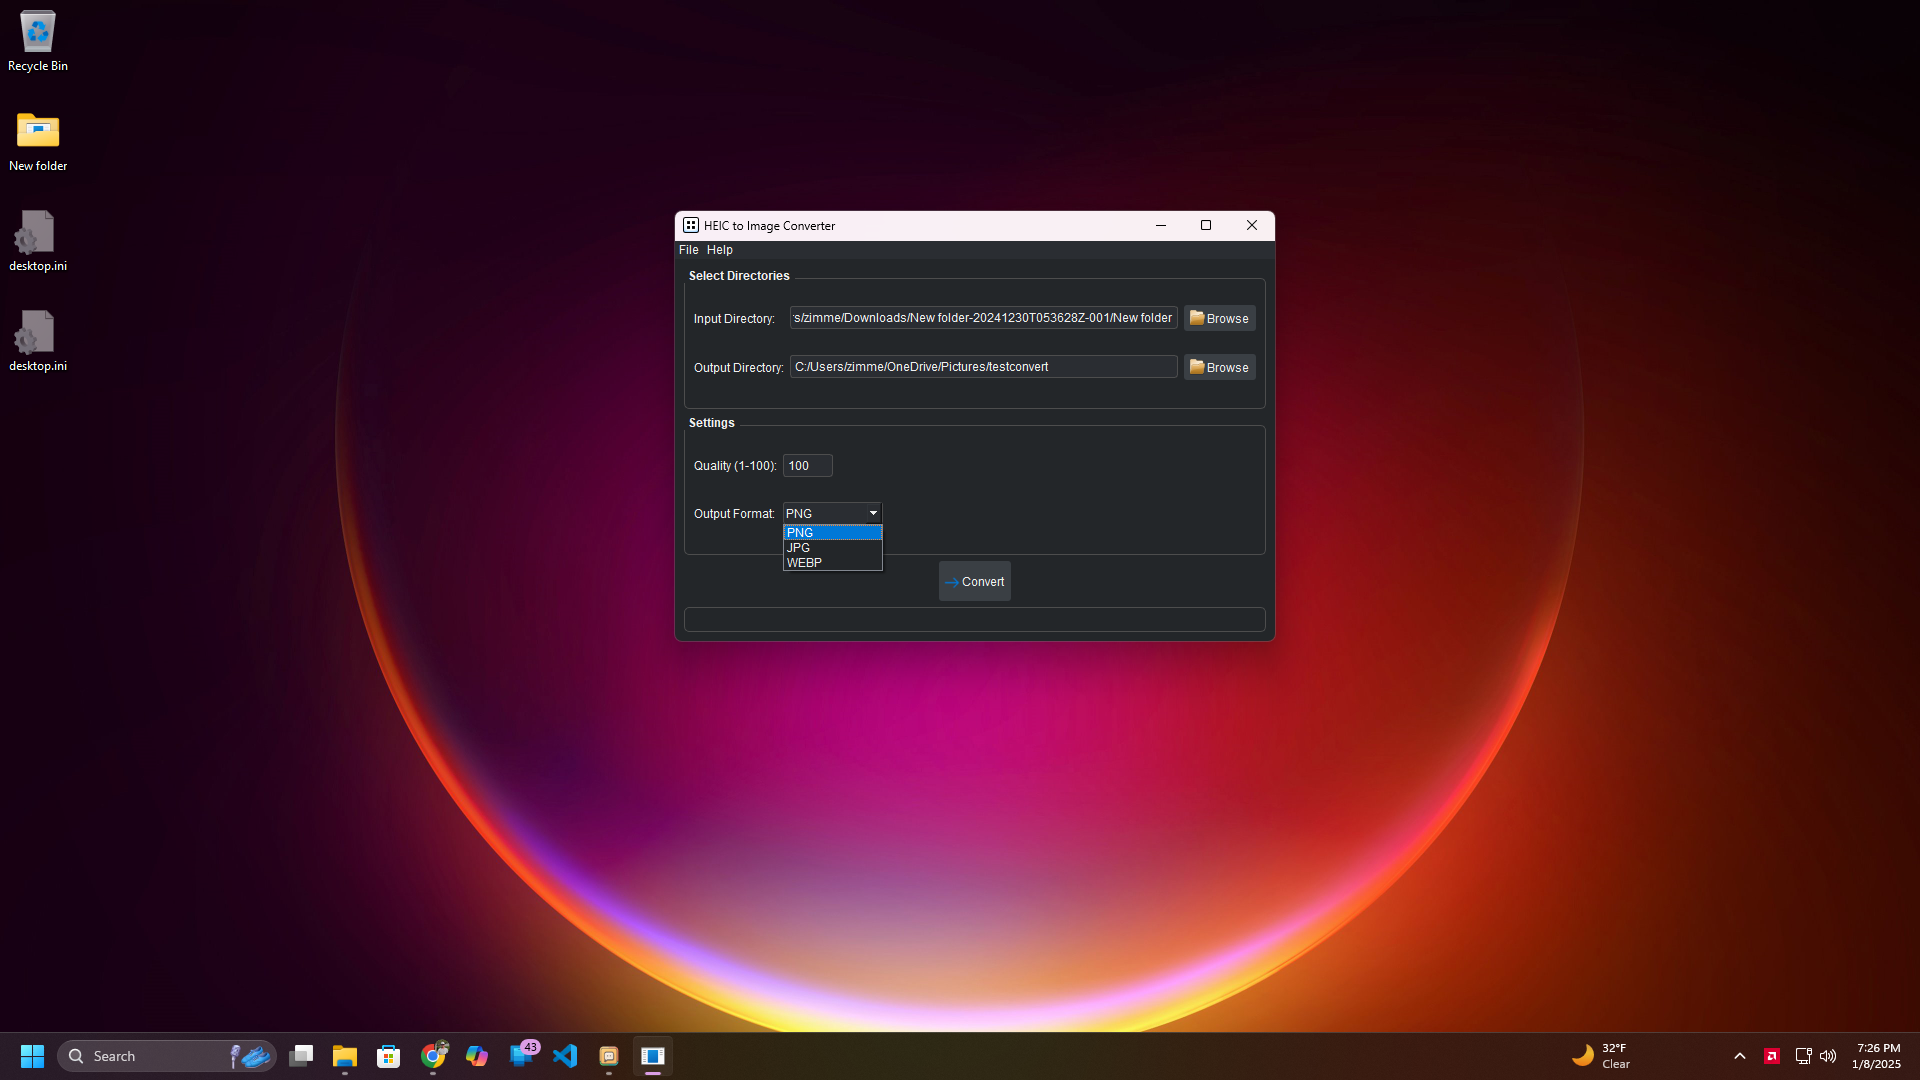 Recycle Bin
New folder
desktop.ini
desktop.ini
HEIC to Image Converter
File Help
Select Directories
Input Directory: s/zimme/Downloads/New folder-20241230T053628Z-001/New folder Browse
Output Directory: C:/Users/zimme/OneDrive/Pictures/testconvert Browse
Settings
Quality (1-100): 100
Output Format: PNG
PNG
JPG
WEBP
Convert
Search
43
32°F
Clear
7:26 PM
1/8/2025